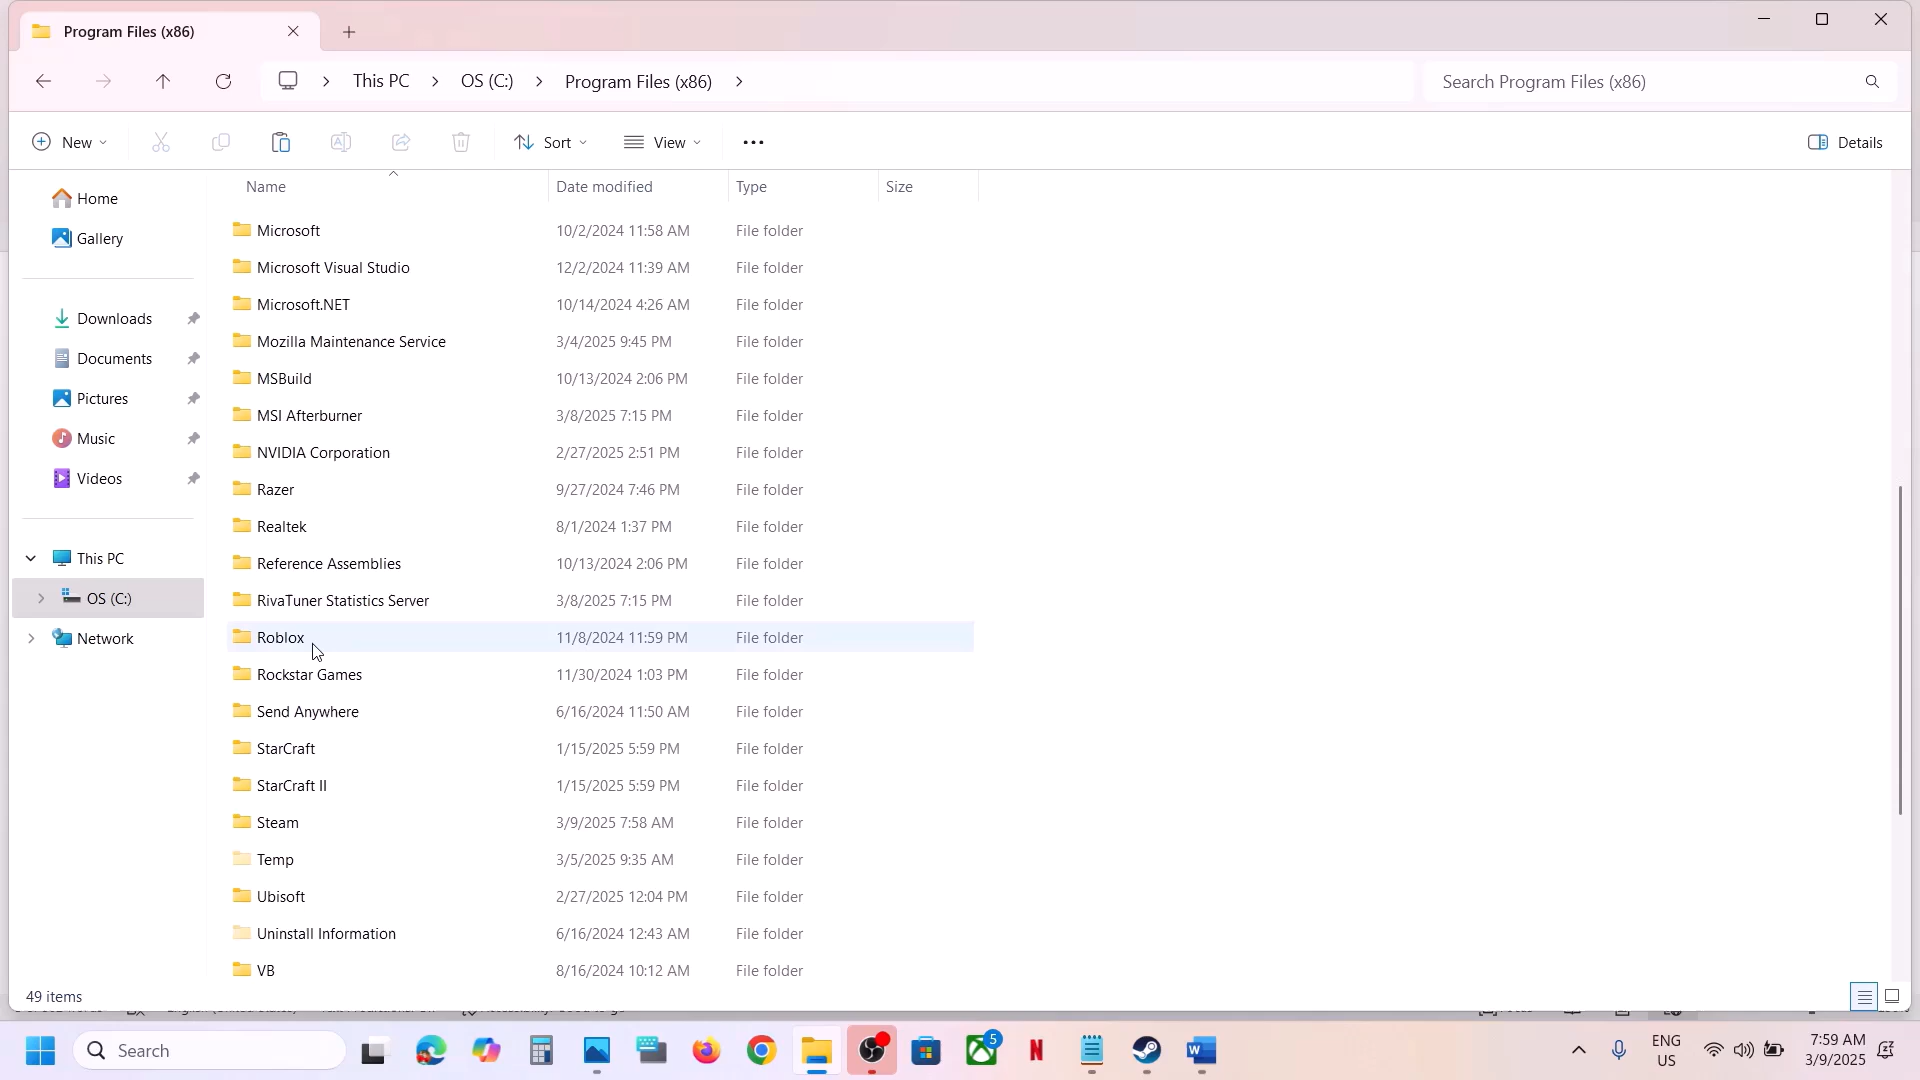 Program Files (x86)
This PC > OS (C:) > Program Files (x86) >
Search Program Files (x86)
New
Sort
View
Details
Name
Date modified
Type
Size
Home
Gallery
Downloads
Documents
Pictures
Music
Videos
This PC
OS (C:)
Network
Microsoft 10/2/2024 11:58 AM File folder
Microsoft Visual Studio 12/2/2024 11:39 AM File folder
Microsoft.NET 10/14/2024 4:26 AM File folder
Mozilla Maintenance Service 3/4/2025 9:45 PM File folder
MSBuild 10/13/2024 2:06 PM File folder
MSI Afterburner 3/8/2025 7:15 PM File folder
NVIDIA Corporation 2/27/2025 2:51 PM File folder
Razer 9/27/2024 7:46 PM File folder
Realtek 8/1/2024 1:37 PM File folder
Reference Assemblies 10/13/2024 2:06 PM File folder
RivaTuner Statistics Server 3/8/2025 7:15 PM File folder
Roblox 11/8/2024 11:59 PM File folder
Rockstar Games 11/30/2024 1:03 PM File folder
Send Anywhere 6/16/2024 11:50 AM File folder
StarCraft 1/15/2025 5:59 PM File folder
StarCraft II 1/15/2025 5:59 PM File folder
Steam 3/9/2025 7:58 AM File folder
Temp 3/5/2025 9:35 AM File folder
Ubisoft 2/27/2025 12:04 PM File folder
Uninstall Information 6/16/2024 12:43 AM File folder
VB 8/16/2024 10:12 AM File folder
49 items
Search
5
N
W
ENG
US
7:59 AM
3/9/2025